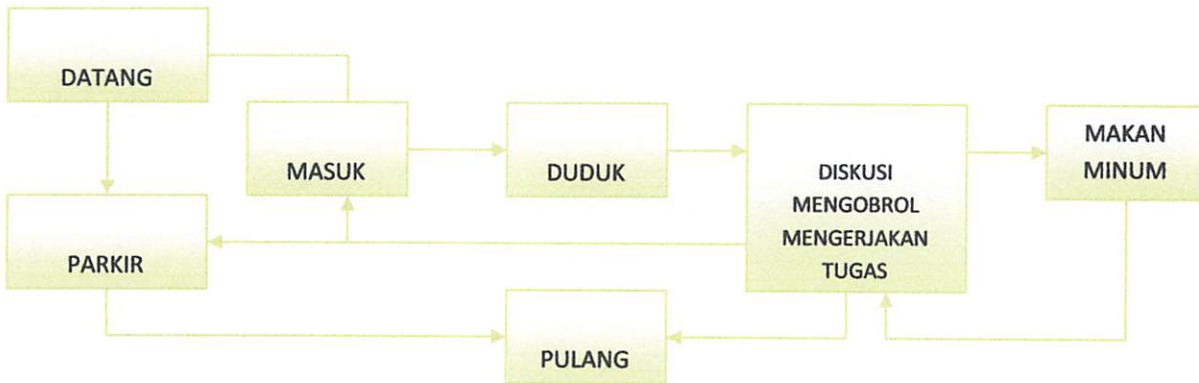 DATANG
MASUK
DUDUK
DISKUSI
MENGOBROL
MENGERJAKAN
TUGAS
MAKAN
MINUM
PARKIR
PULANG